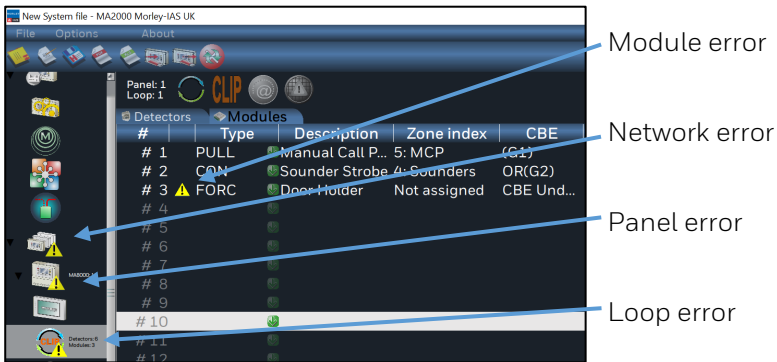 New System file - MA2000 Morley-IAS UK
File Options About
Module error
Panel: 1
Loop: 1
CLIP
@
Detectors Modules
# Type Description Zone index CBE
# 1 PULL Manual Call P... 5: MCP (G1)
# 2 CON Sounder Strobe 4: Sounders OR(G2)
# 3 FORC Door Holder Not assigned CBE Und...
# 4
# 5
# 6
# 7
# 8
# 9
# 10
# 11
# 12
Network error
Panel error
Loop error
CLIP
Detectors: 6
Modules: 3